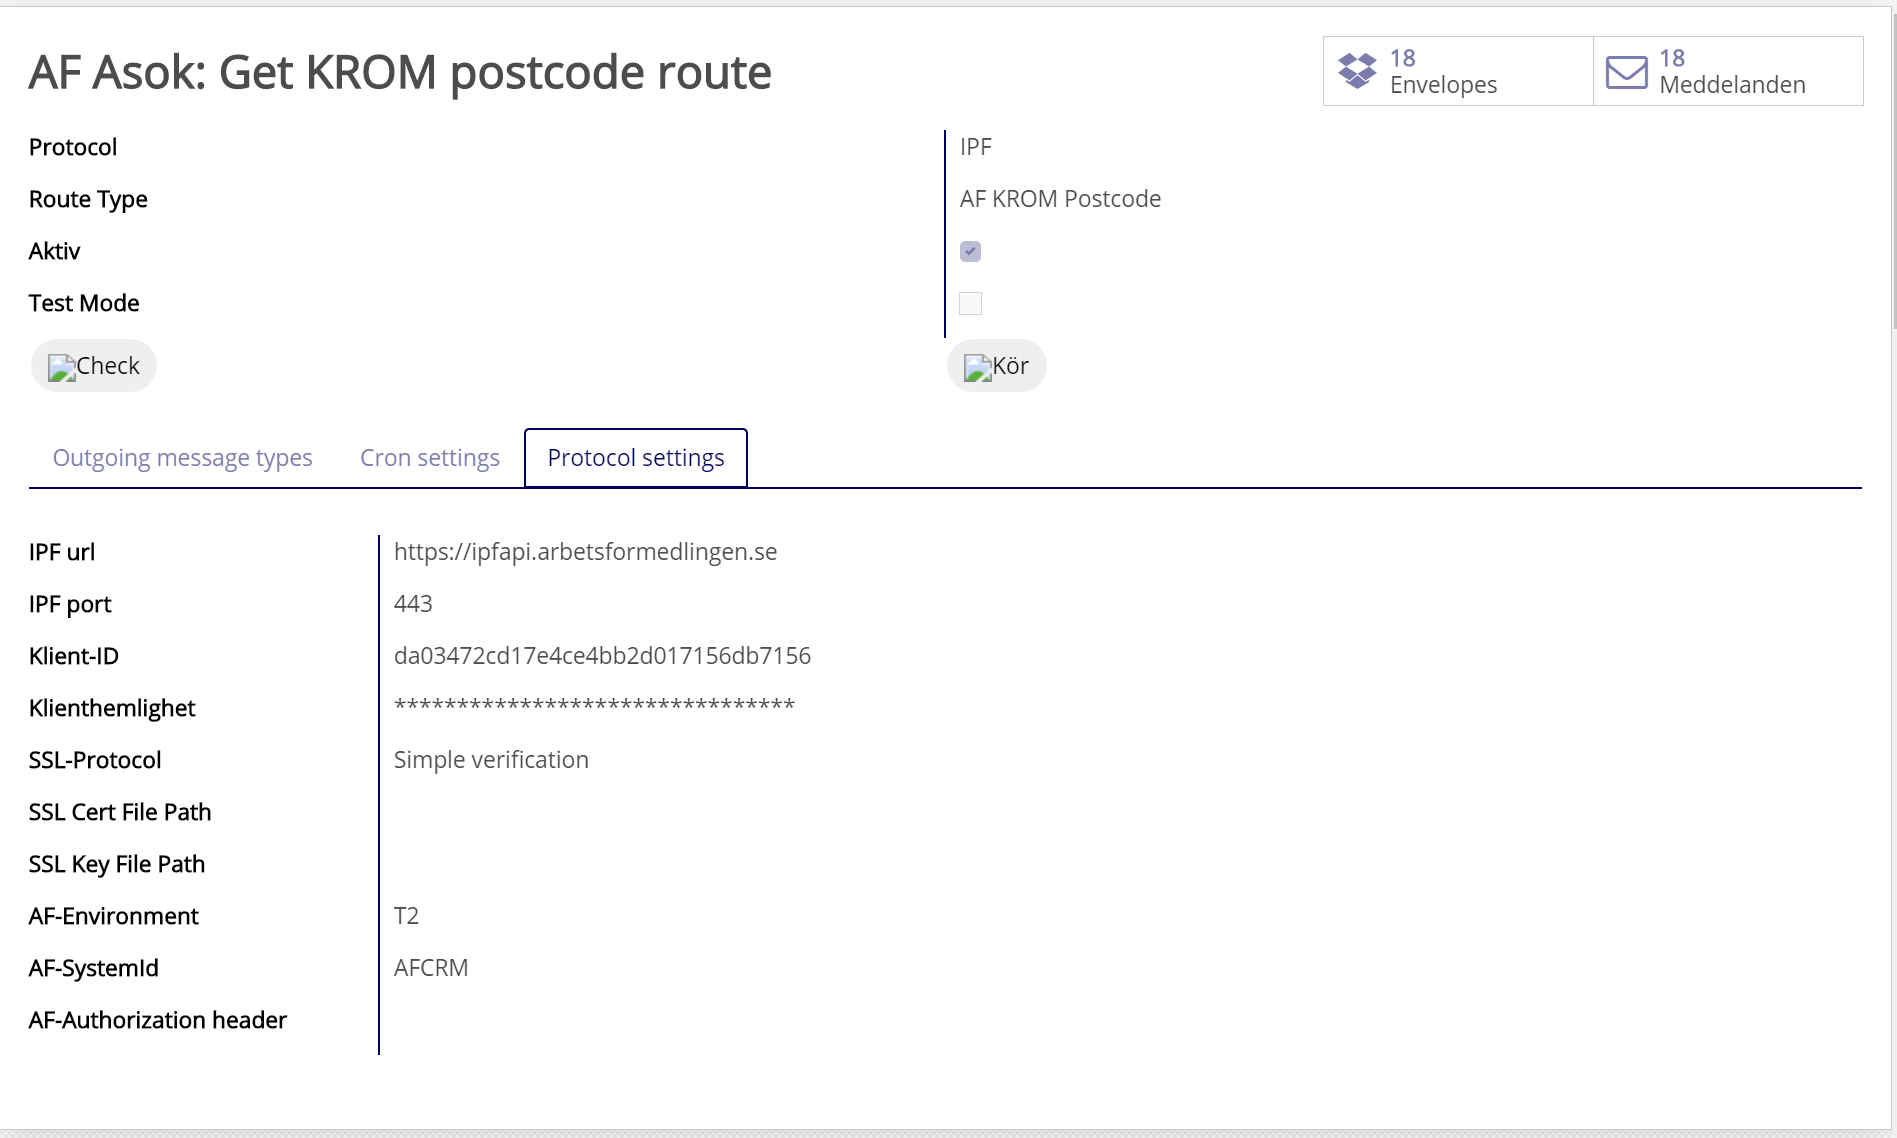 AF Asok: Get KROM postcode route
18
Envelopes
18
Meddelanden
Protocol
IPF
Route Type
AF KROM Postcode
Aktiv
Test Mode
Check
Kör
Outgoing message types
Cron settings
Protocol settings
IPF url
https://ipfapi.arbetsformedlingen.se
IPF port
443
Klient-ID
da03472cd17e4ce4bb2d017156db7156
Klienthemlighet
********************************
SSL-Protocol
Simple verification
SSL Cert File Path
SSL Key File Path
AF-Environment
T2
AF-SystemId
AFCRM
AF-Authorization header